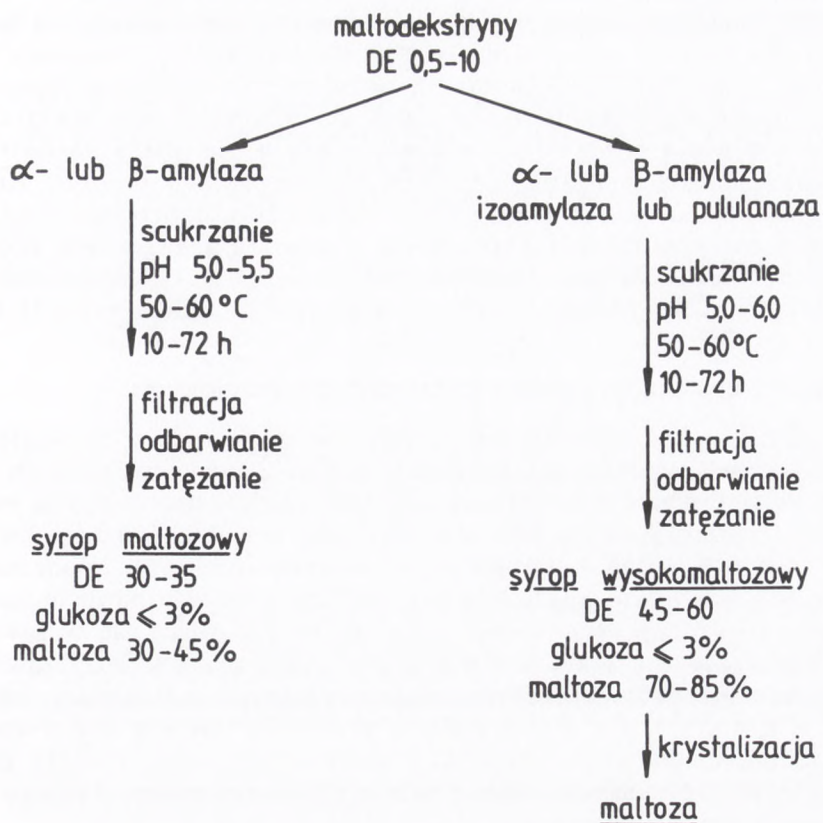 maltodekstryny
DE 0,5-10
α- lub β-amylaza
scukrzanie
pH 5,0-5,5
50-60°C
10-72 h
filtracja
odbarwianie
zatężanie
syrop maltozowy
DE 30-35
glukoza ⩽ 3%
maltoza 30-45%
α- lub β-amylaza
izoamylaza lub pululanaza
scukrzanie
pH 5,0-6,0
50-60°C
10-72 h
filtracja
odbarwianie
zatężanie
syrop wysokomaltozowy
DE 45-60
glukoza ⩽ 3%
maltoza 70-85%
krystalizacja
maltoza